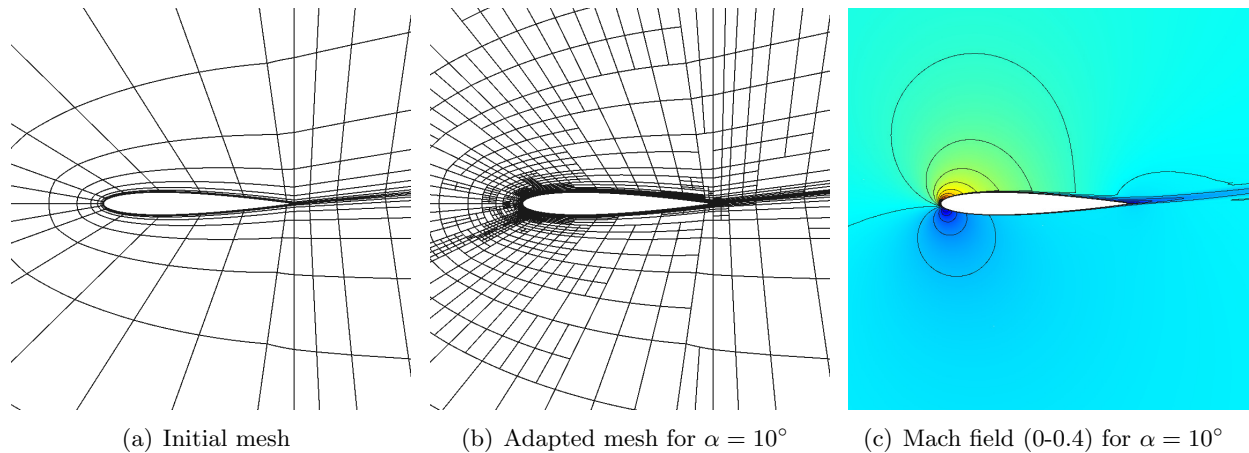 (a) Initial mesh
(b) Adapted mesh for α = 10°
(c) Mach field (0-0.4) for α = 10°